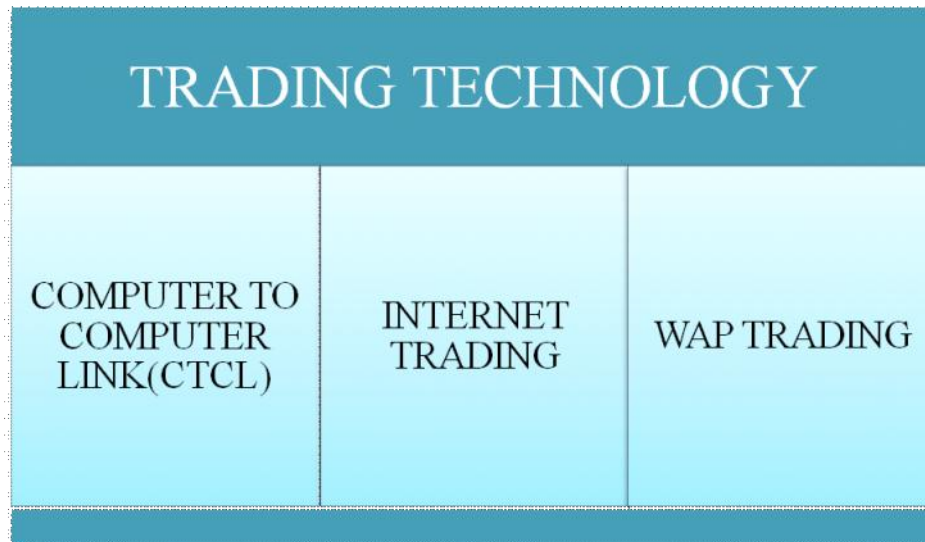 TRADING TECHNOLOGY
COMPUTER TO
COMPUTER
LINK(CTCL)
INTERNET
TRADING
WAP TRADING